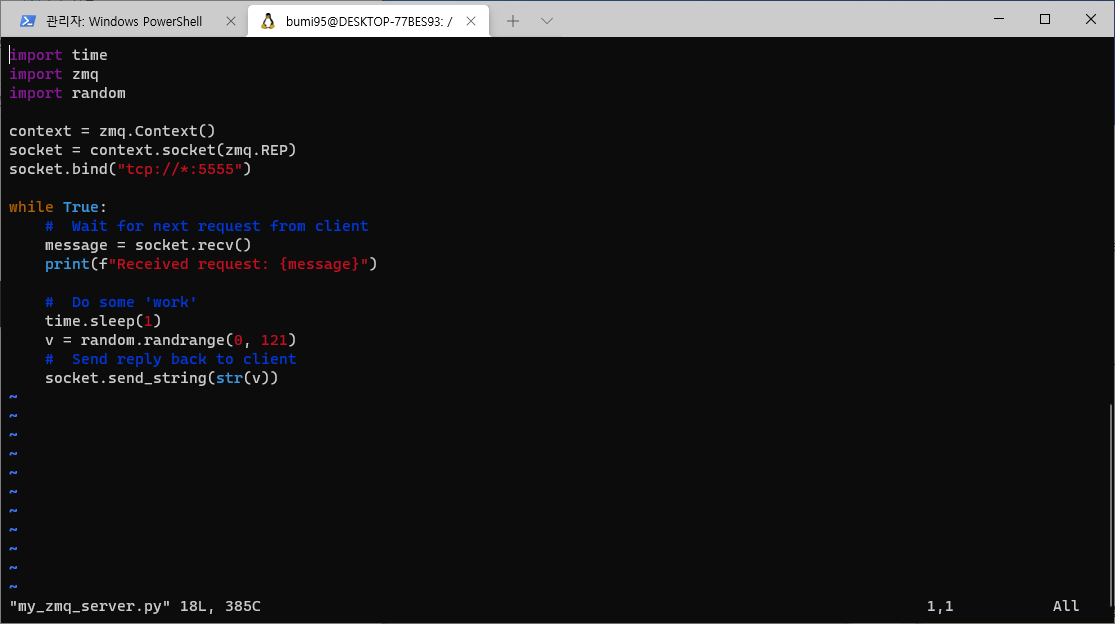 관리자: Windows PowerShell
bumi95@DESKTOP-77BES93: /
import time
import zmq
import random

context = zmq.Context()
socket = context.socket(zmq.REP)
socket.bind("tcp://*:5555")

while True:
    #  Wait for next request from client
    message = socket.recv()
    print(f"Received request: {message}")

    #  Do some 'work'
    time.sleep(1)
    v = random.randrange(0, 121)
    #  Send reply back to client
    socket.send_string(str(v))
~
~
~
~
~
~
~
~
~
~
~
"my_zmq_server.py" 18L, 385C 1,1 All